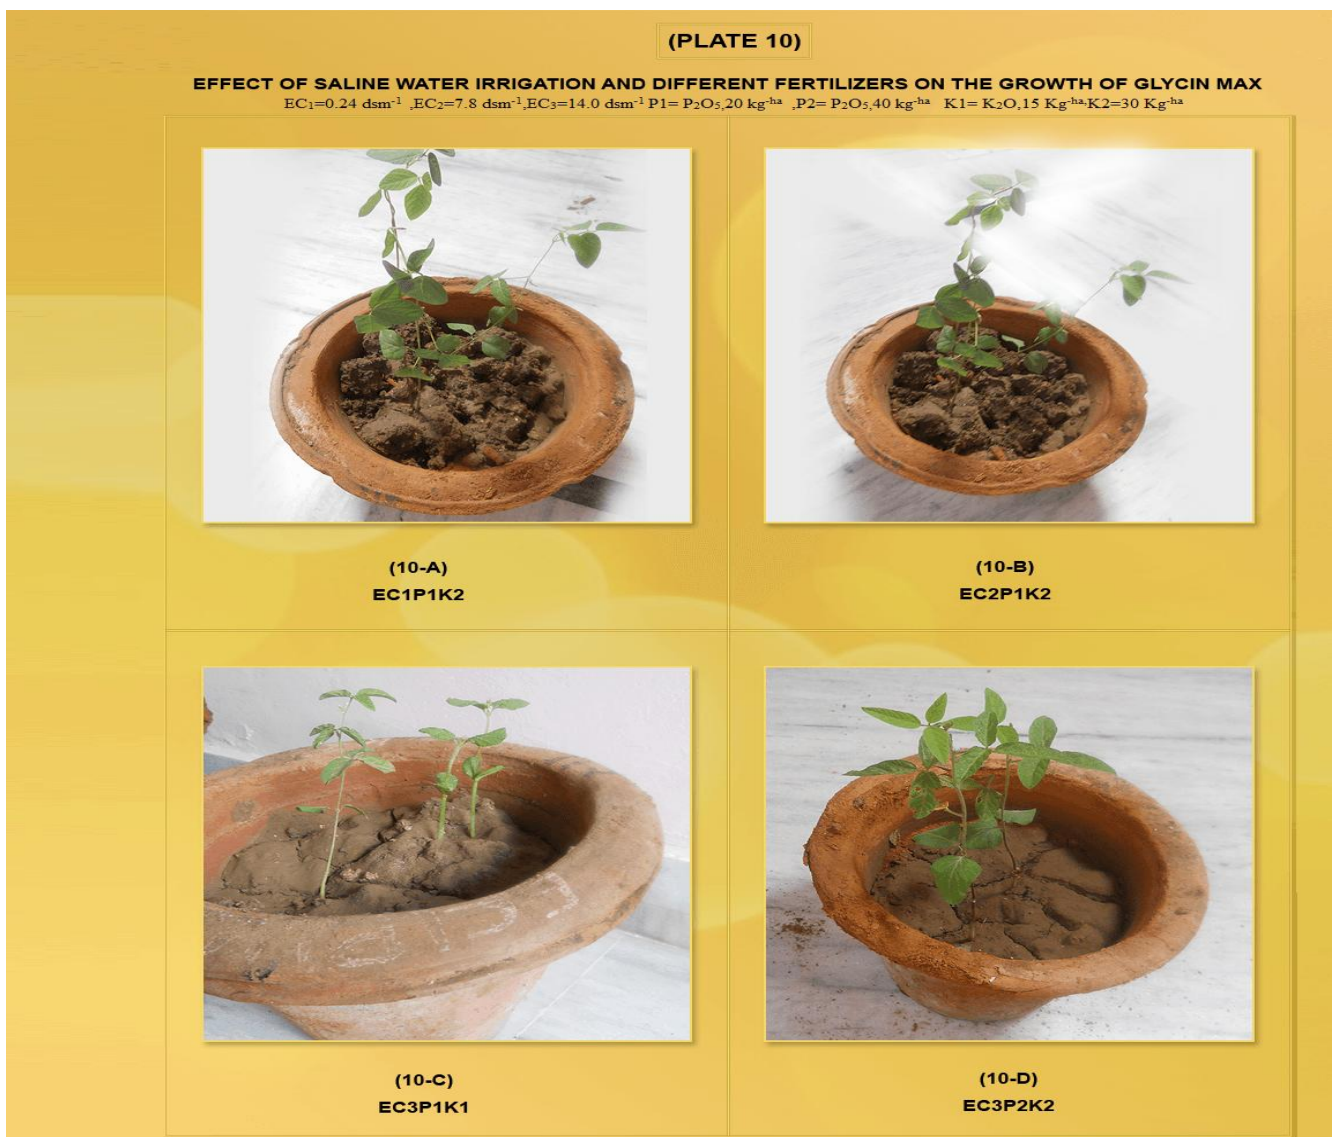 (PLATE 10)
EFFECT OF SALINE WATER IRRIGATION AND DIFFERENT FERTILIZERS ON THE GROWTH OF GLYCIN MAX
EC₁=0.24 dsm⁻¹ ,EC₂=7.8 dsm⁻¹,EC₃=14.0 dsm⁻¹ P1= P₂O₅,20 kg⁻ʰᵃ ,P2= P₂O₅,40 kg⁻ʰᵃ K1= K₂O,15 Kg⁻ʰᵃ,K2=30 Kg⁻ʰᵃ
(10-A)
EC1P1K2
(10-B)
EC2P1K2
(10-C)
EC3P1K1
(10-D)
EC3P2K2